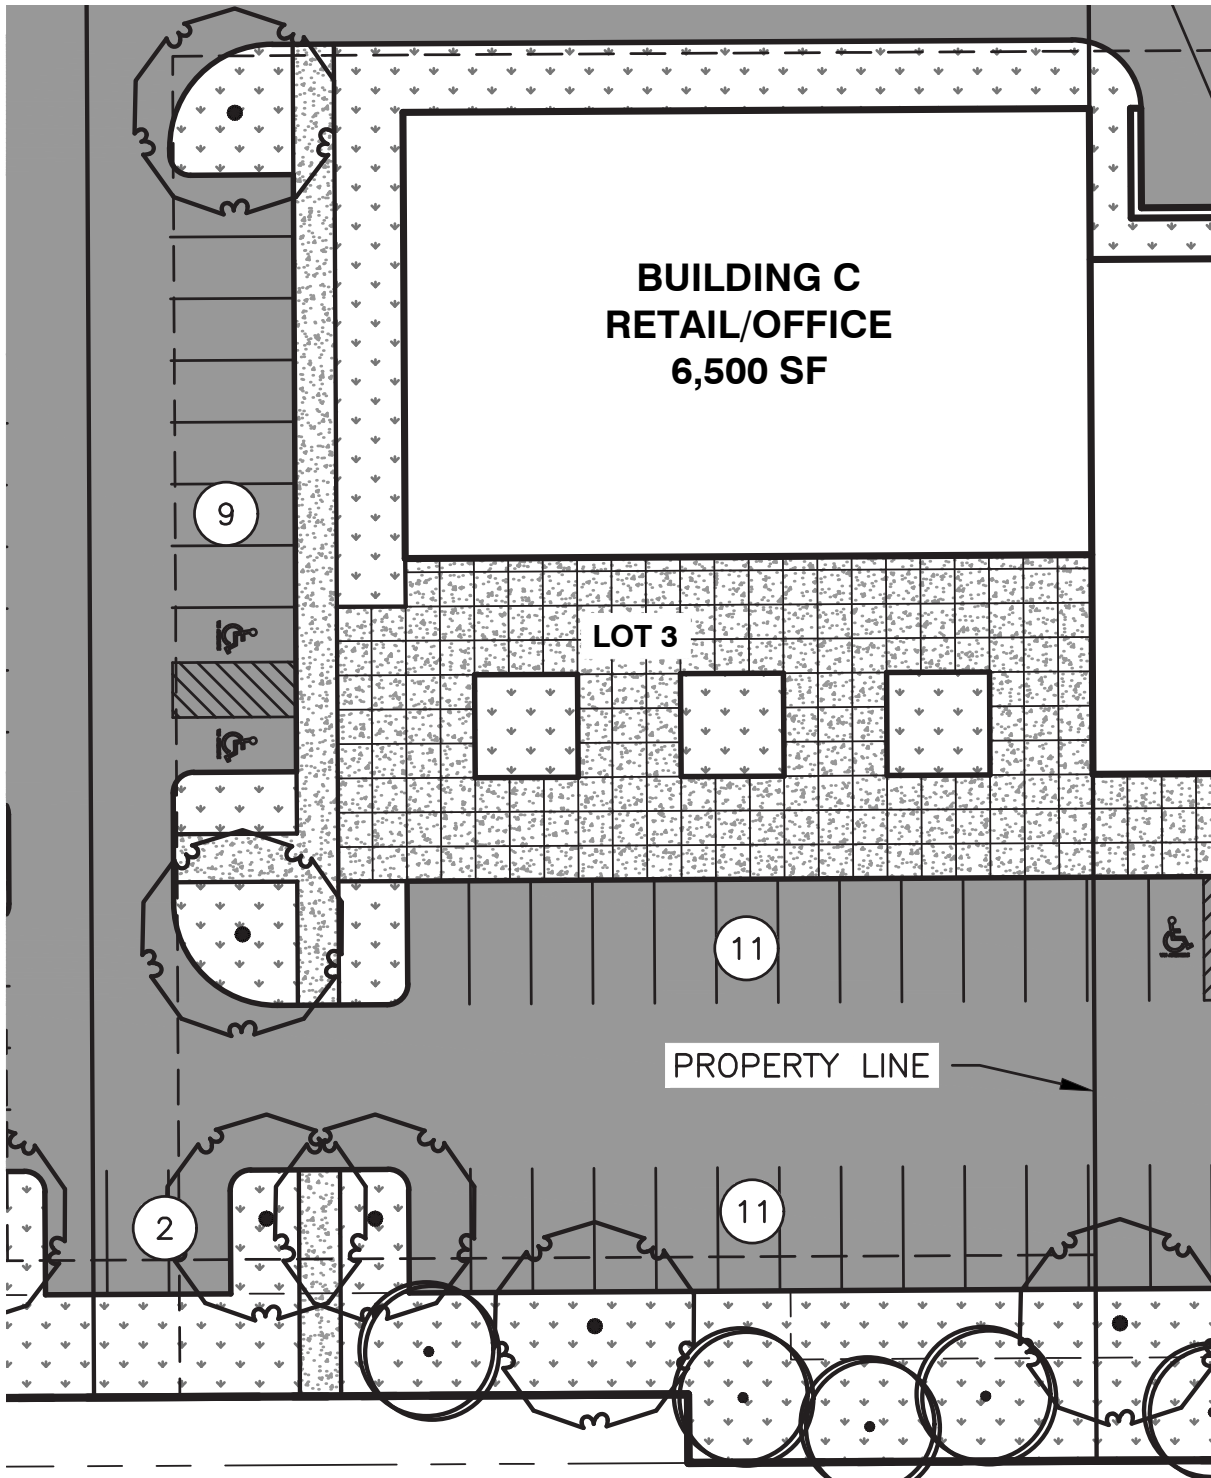 BUILDING C
RETAIL/OFFICE
6,500 SF
9
LOT 3
11
PROPERTY LINE
2
11